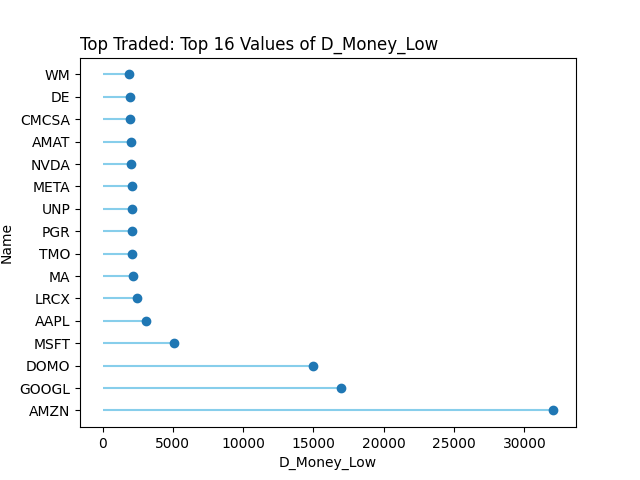 Top Traded: Top 16 Values of D_Money_Low
WM
DE
CMCSA
AMAT
NVDA
META
UNP
PGR
TMO
MA
LRCX
AAPL
MSFT
DOMO
GOOGL
AMZN
Name
0 5000 10000 15000 20000 25000 30000
D_Money_Low